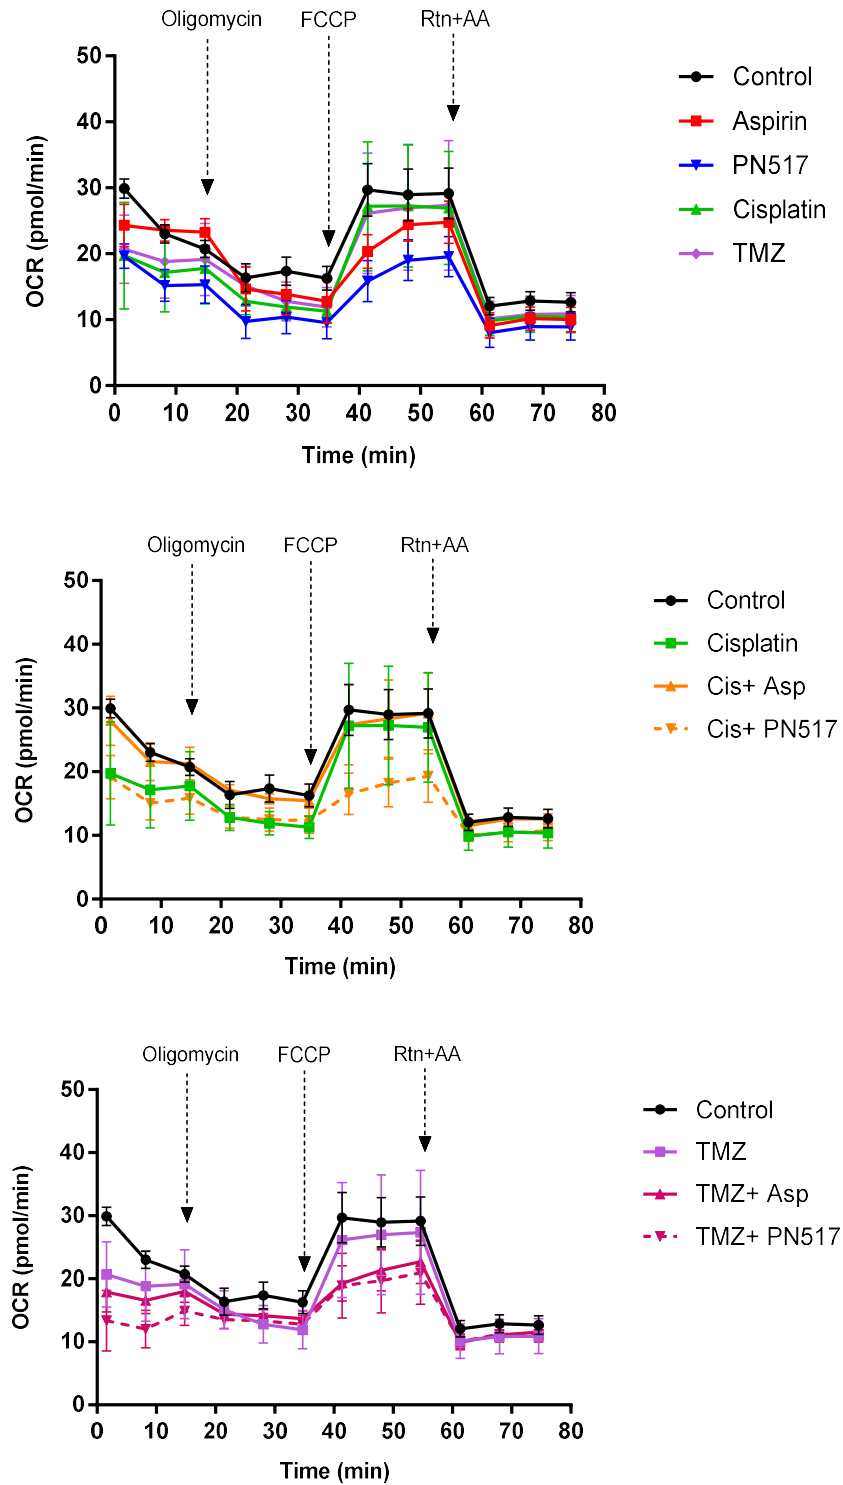 Oligomycin FCCP Rtn+AA
50
40
30
20
10
0
OCR (pmol/min)
0 10 20 30 40 50 60 70 80
Time (min)
Control
Aspirin
PN517
Cisplatin
TMZ
Oligomycin FCCP Rtn+AA
50
40
30
20
10
0
OCR (pmol/min)
0 10 20 30 40 50 60 70 80
Time (min)
Control
Cisplatin
Cis+ Asp
Cis+ PN517
Oligomycin FCCP Rtn+AA
50
40
30
20
10
0
OCR (pmol/min)
0 10 20 30 40 50 60 70 80
Time (min)
Control
TMZ
TMZ+ Asp
TMZ+ PN517